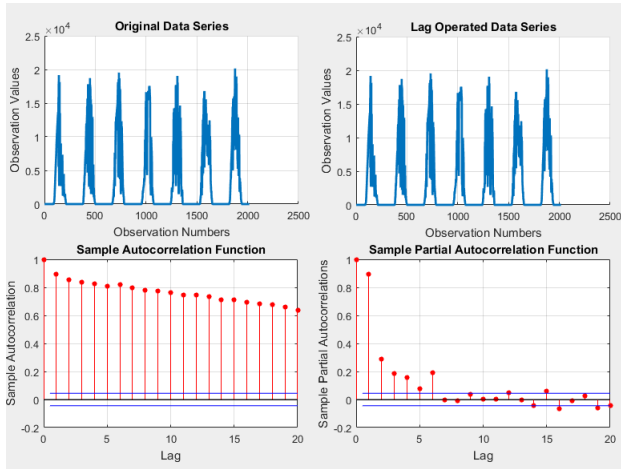 Original Data Series
×10^4
2.5
2
1.5
1
0.5
0
Observation Values
0 500 1000 1500 2000 2500
Observation Numbers
Lag Operated Data Series
×10^4
2.5
2
1.5
1
0.5
0
Observation Values
0 500 1000 1500 2000 2500
Observation Numbers
Sample Autocorrelation Function
1
0.8
0.6
0.4
0.2
0
-0.2
Sample Autocorrelation
0 5 10 15 20
Lag
Sample Partial Autocorrelation Function
1
0.8
0.6
0.4
0.2
0
-0.2
Sample Partial Autocorrelations
0 5 10 15 20
Lag